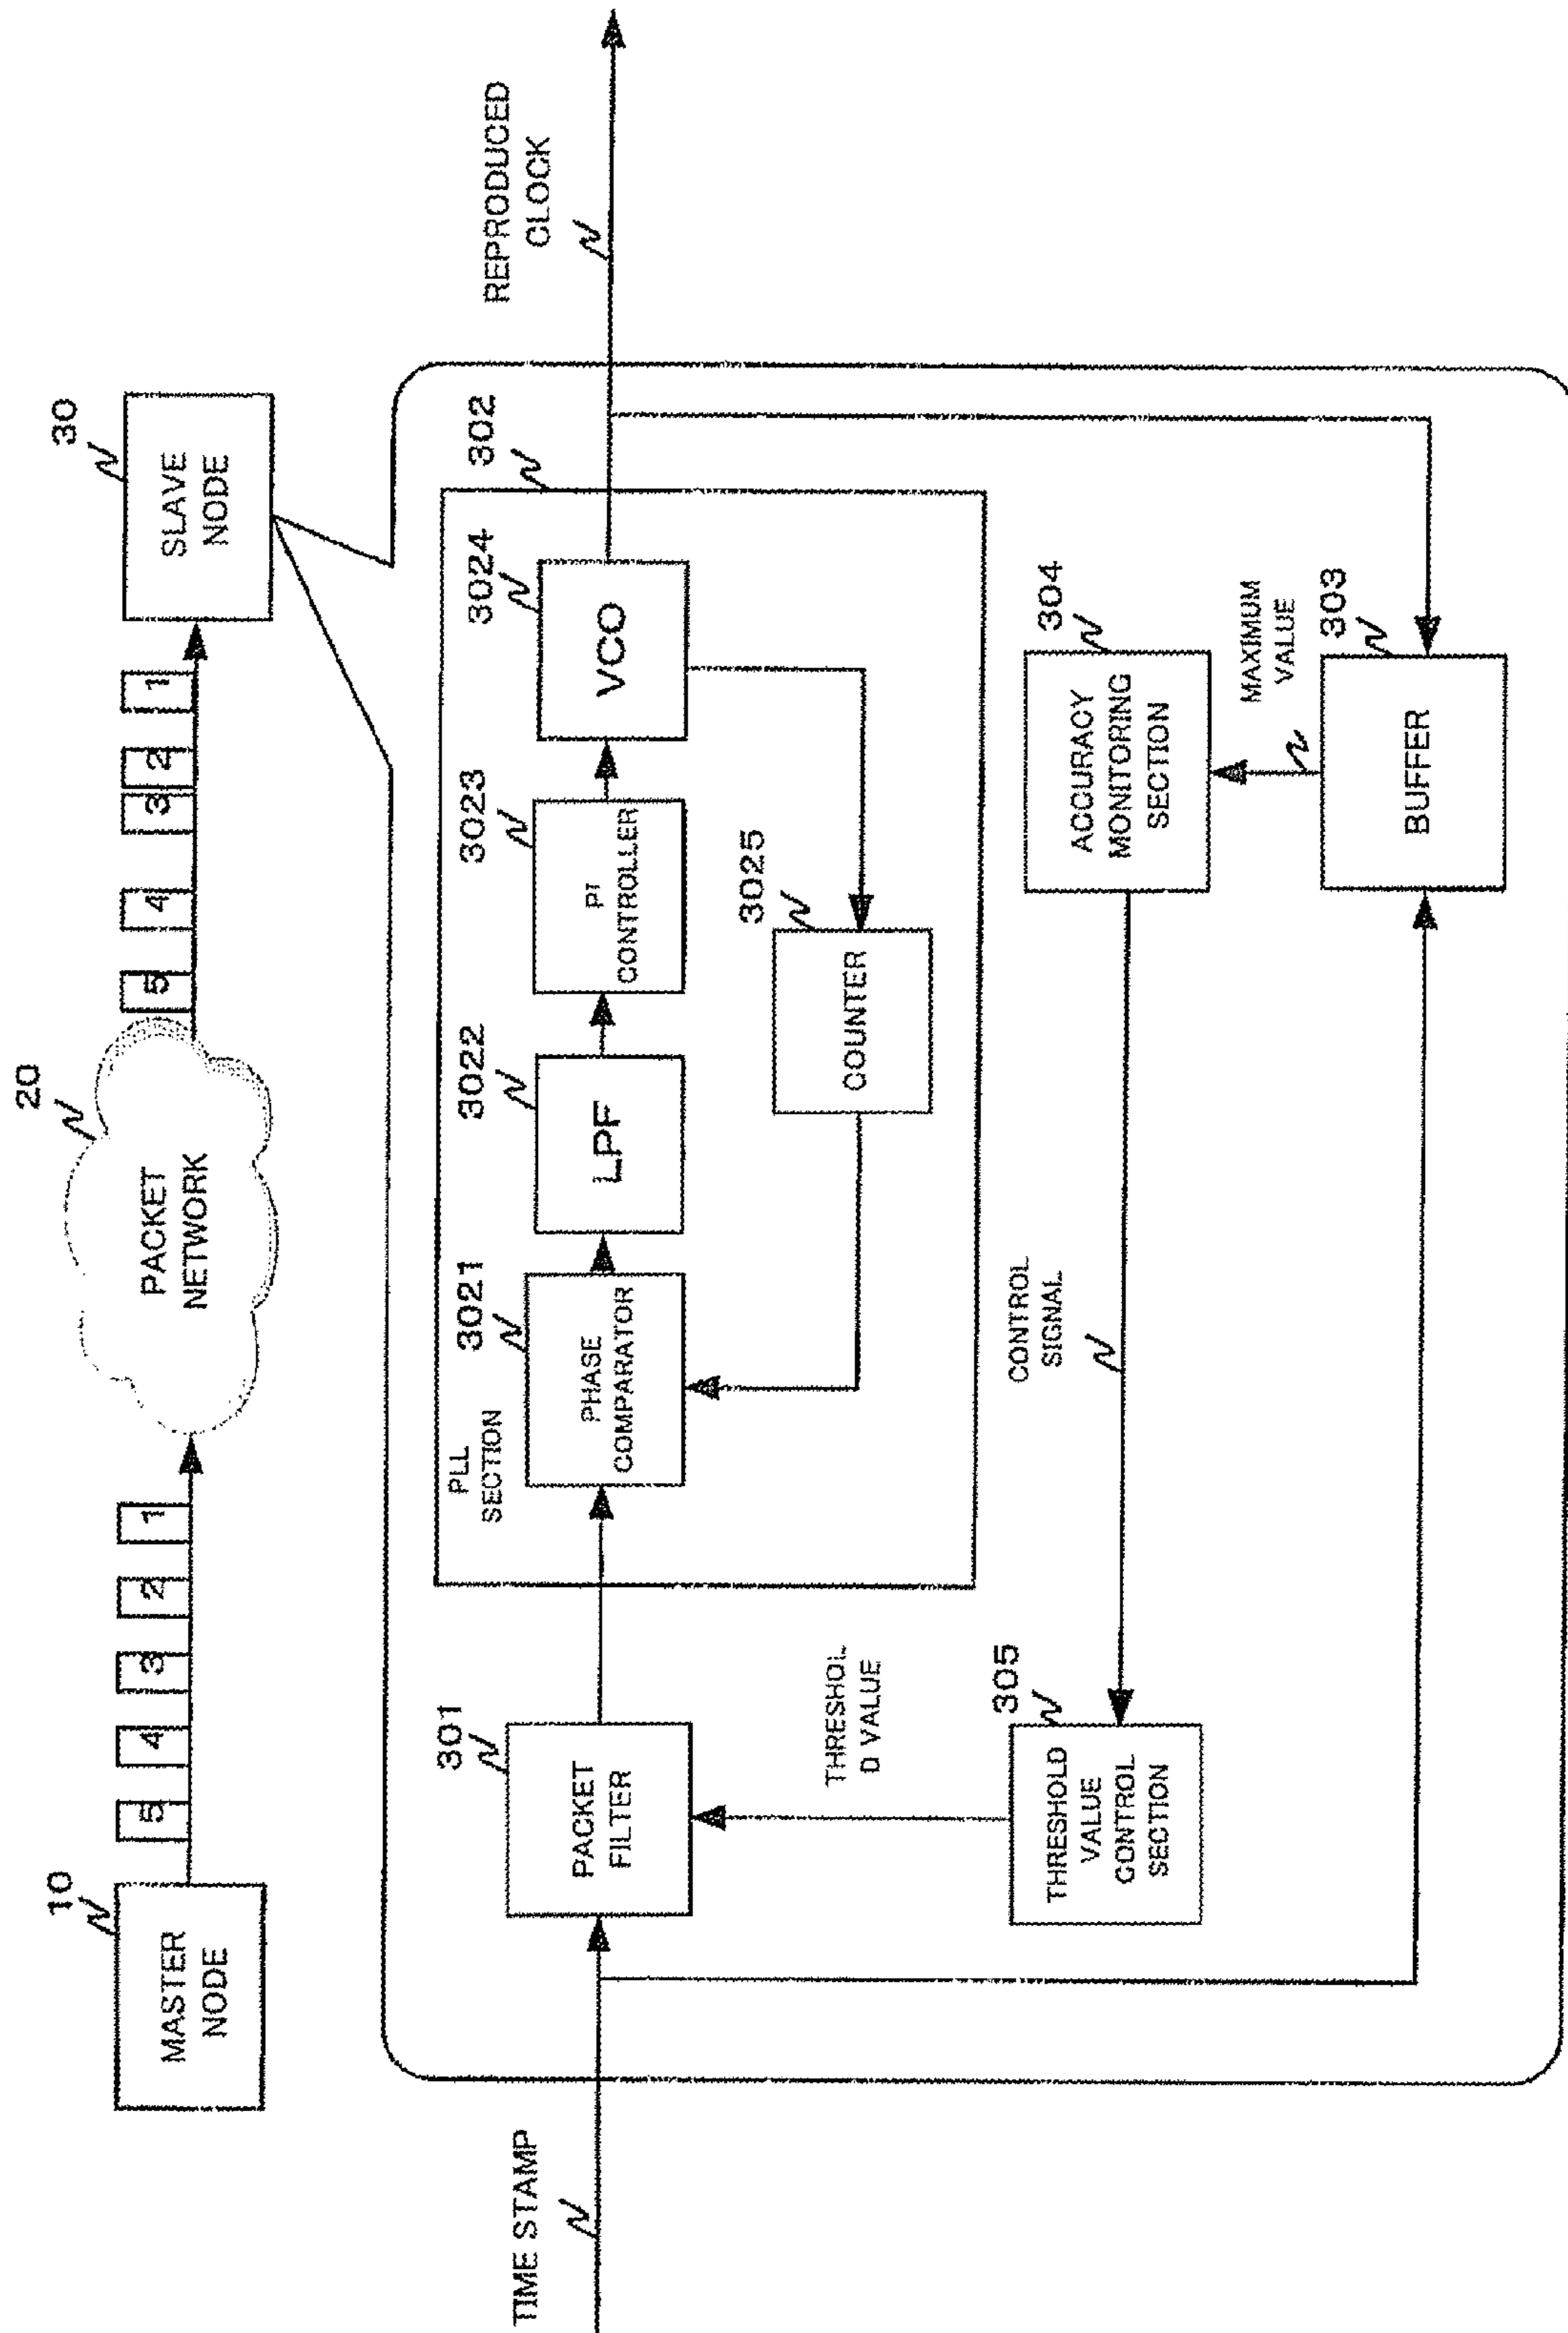 10
MASTER
NODE
5
4
3
2
1
20
PACKET
NETWORK
5
4
3
2
1
30
SLAVE
NODE
TIME STAMP
301
PACKET
FILTER
PLL
SECTION
302
3021
PHASE
COMPARATOR
3022
LPF
3023
PI
CONTROLLER
3024
VCO
3025
COUNTER
REPRODUCED
CLOCK
THRESHOL
D VALUE
305
THRESHOLD
VALUE
CONTROL
SECTION
CONTROL
SIGNAL
304
ACCURACY
MONITORING
SECTION
MAXIMUM
VALUE
303
BUFFER